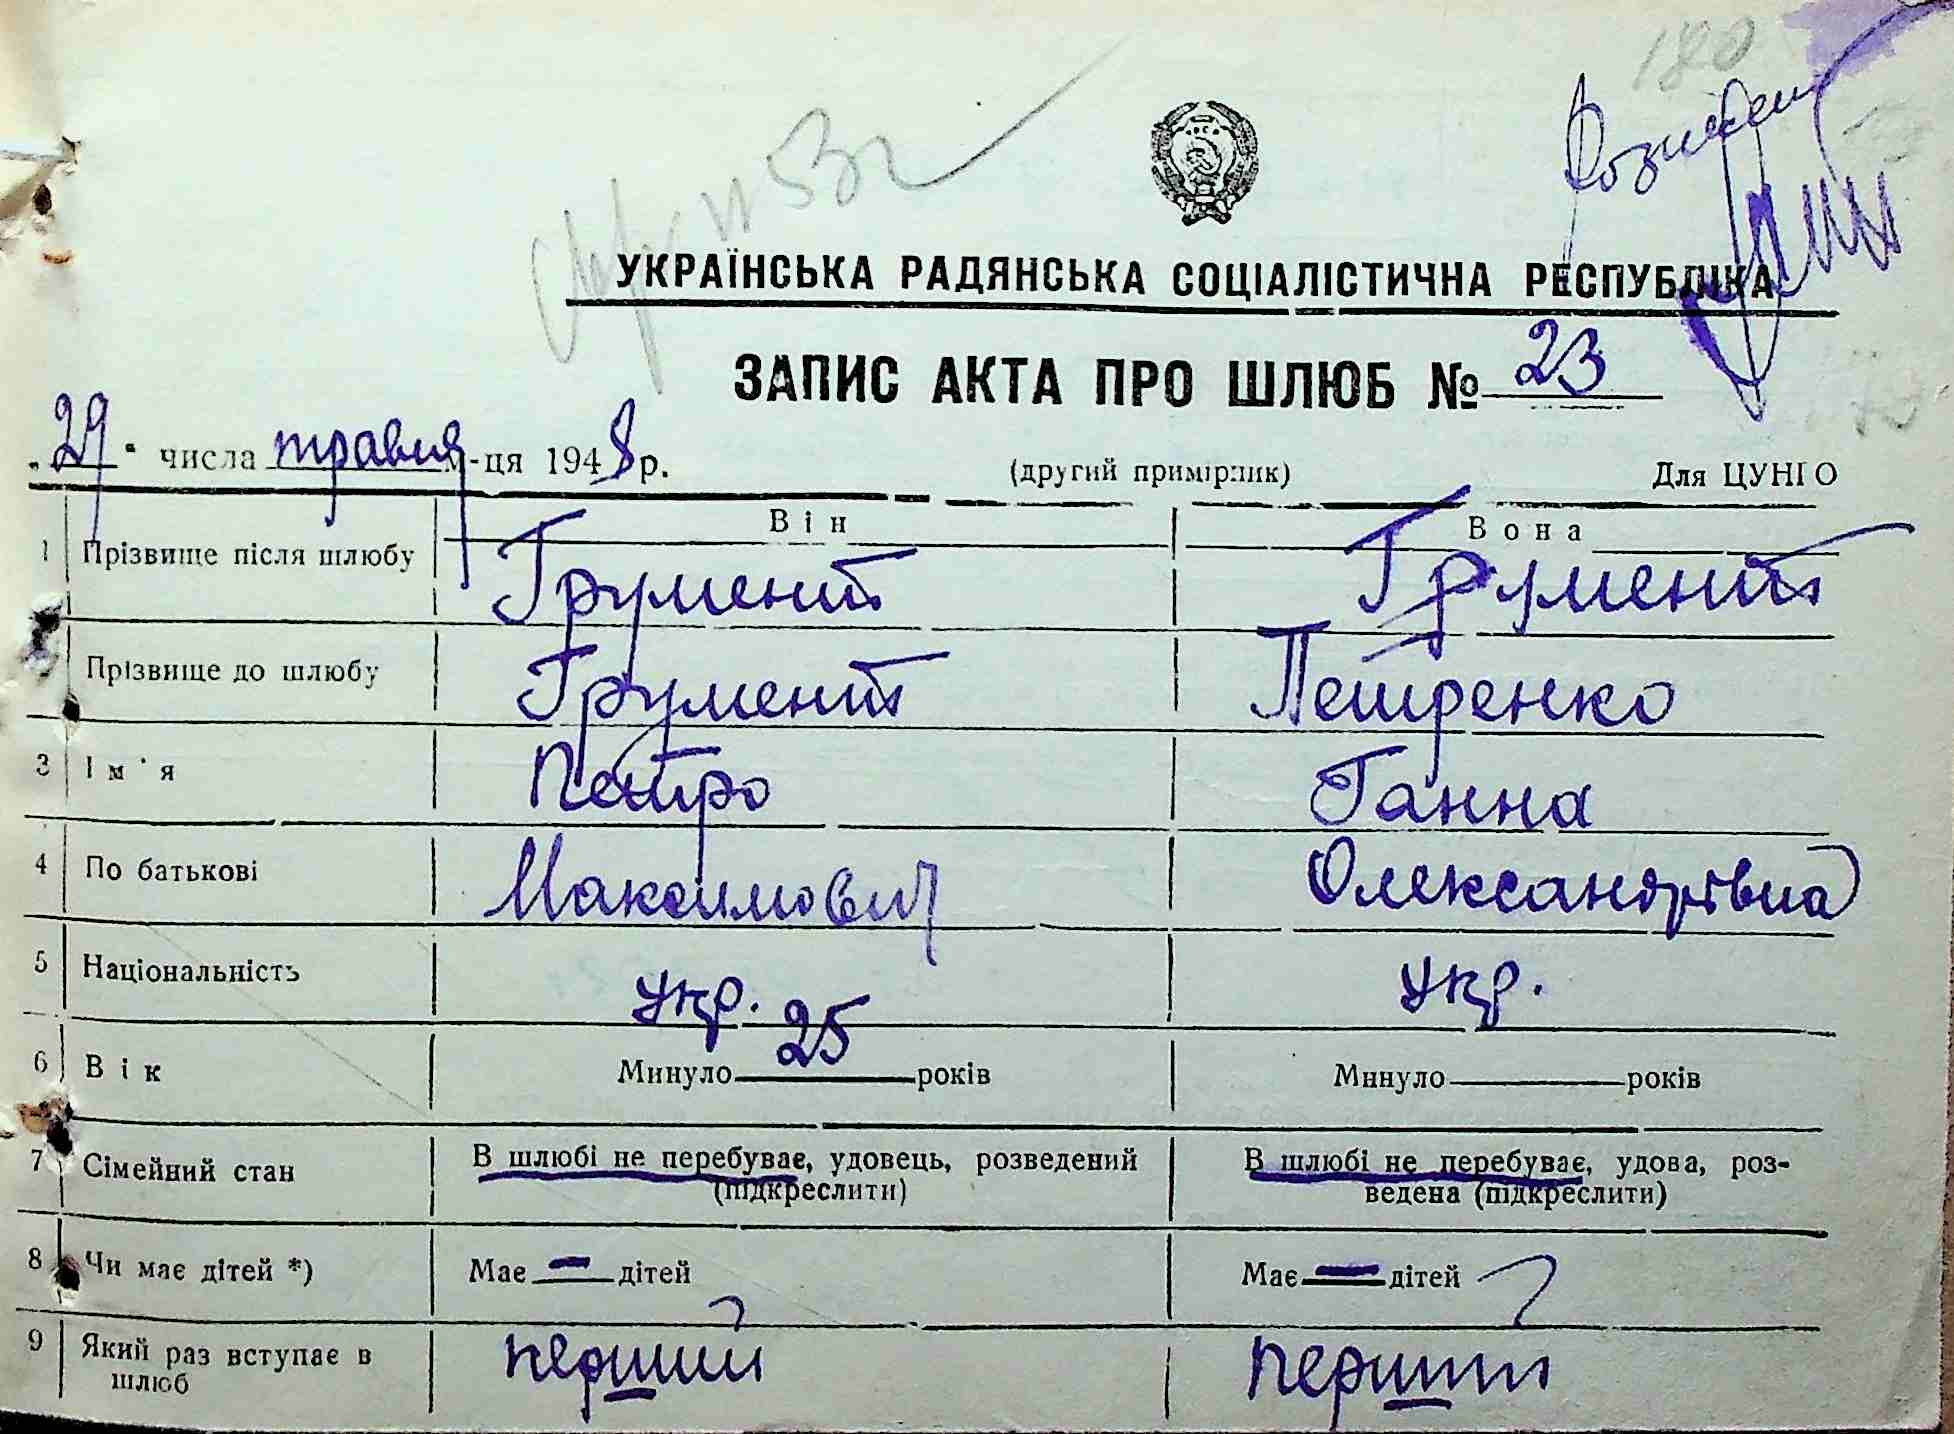 180
УКРАЇНСЬКА РАДЯНСЬКА СОЦІАЛІСТИЧНА РЕСПУБЛІКА
ЗАПИС АКТА ПРО ШЛЮБ № 23
„29" числа травня м-ця 1948 р. (другий примірник) Для ЦУНГО
Він Вона
1 Прізвище після шлюбу Грумент Грумент
Прізвище до шлюбу Грумент Петренко
3 Ім'я Петро Ганна
4 По батькові Максимович Олександрівна
5 Національність укр. укр.
6 Вік Минуло 25 років Минуло років
7 Сімейний стан В шлюбі не перебуває, удовець, розведений В шлюбі не перебуває, удова, роз-
(підкреслити) ведена (підкреслити)
8 Чи має дітей *) Має — дітей Має — дітей
9 Який раз вступає в перший перший
шлюб